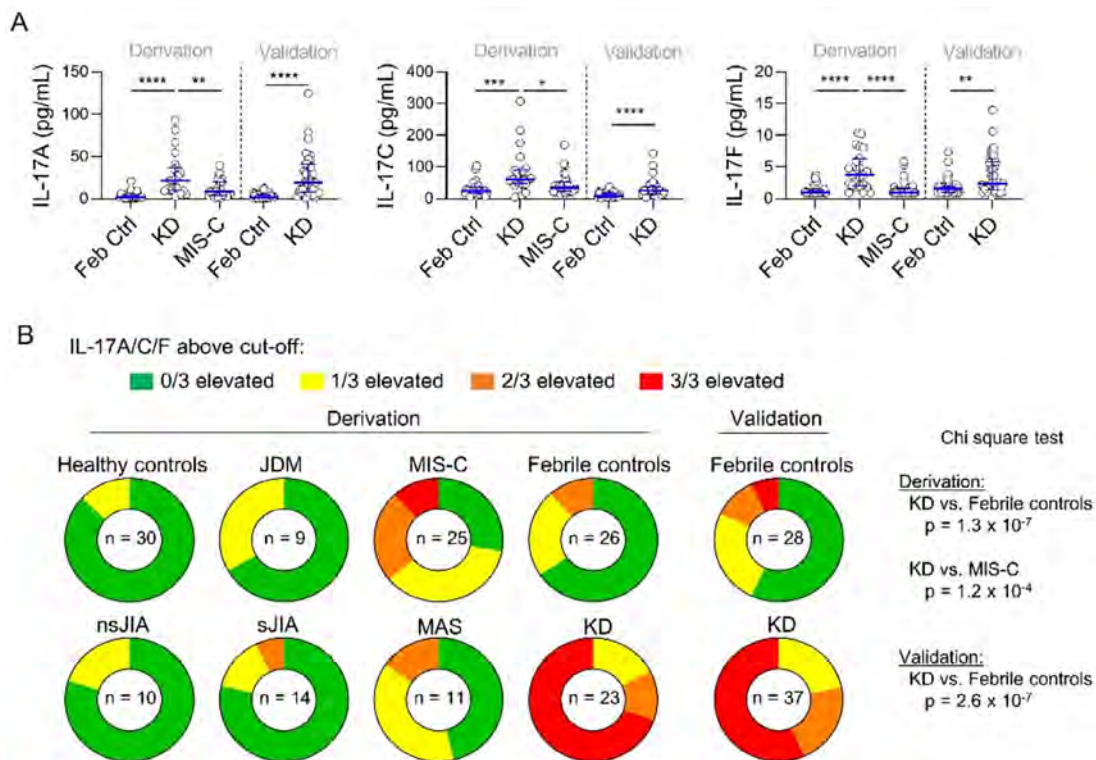 A
Derivation Validation
IL-17A (pg/mL)
150
100
50
0
**** ** ****
Feb Ctrl KD MIS-C Feb Ctrl KD
Derivation Validation
IL-17C (pg/mL)
400
300
200
100
0
*** * ****
Feb Ctrl KD MIS-C Feb Ctrl KD
Derivation Validation
IL-17F (pg/mL)
20
15
10
5
0
**** **** **
Feb Ctrl KD MIS-C Feb Ctrl KD
B
IL-17A/C/F above cut-off:
0/3 elevated 1/3 elevated 2/3 elevated 3/3 elevated
Derivation Validation
Healthy controls JDM MIS-C Febrile controls Febrile controls
n = 30 n = 9 n = 25 n = 26 n = 28
nsJIA sJIA MAS KD KD
n = 10 n = 14 n = 11 n = 23 n = 37
Chi square test
Derivation:
KD vs. Febrile controls
p = 1.3 x 10⁻⁷
KD vs. MIS-C
p = 1.2 x 10⁻⁴
Validation:
KD vs. Febrile controls
p = 2.6 x 10⁻⁷